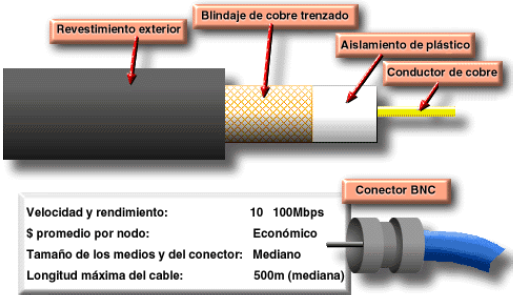 Blindaje de cobre trenzado
Revestimiento exterior
Aislamiento de plástico
Conductor de cobre
Conector BNC
Velocidad y rendimiento: 10 100Mbps
$ promedio por nodo: Económico
Tamaño de los medios y del conector: Mediano
Longitud máxima del cable: 500m (mediana)